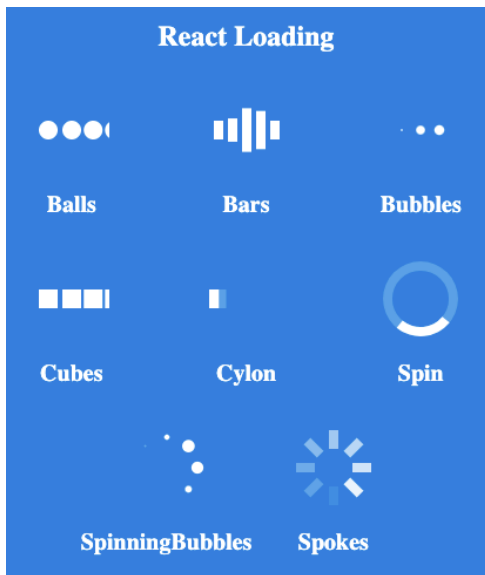 React Loading
Balls Bars Bubbles
Cubes Cylon Spin
SpinningBubbles Spokes